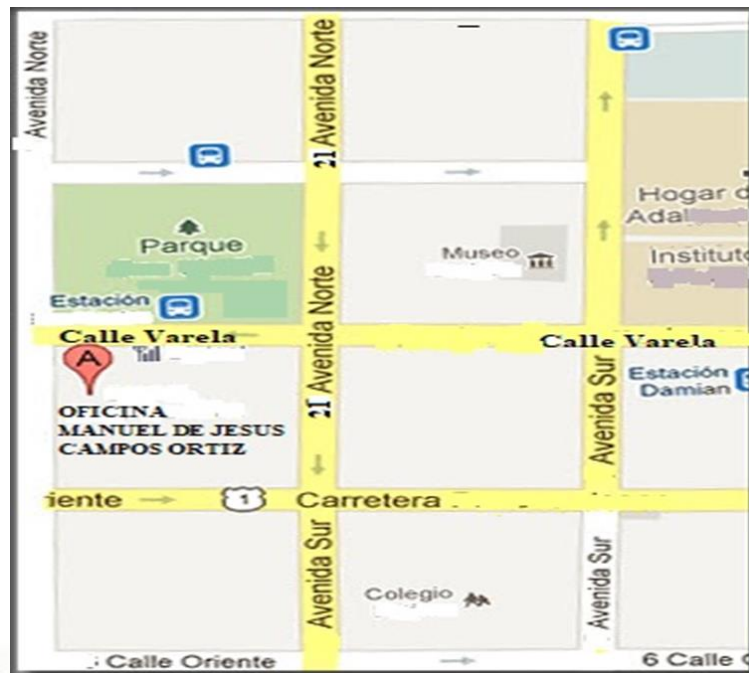 Avenida Norte
21 Avenida Norte
Hogar d
Adal
Parque
Museo
Institut
Estación
21 Avenida Norte
Calle Varela
Calle Varela
A
Estación
Damian
Avenida Sur
OFICINA
MANUEL DE JESUS
CAMPOS ORTIZ
iente
1
Carretera
Avenida Sur
Avenida Sur
Colegio
Calle Oriente
6 Calle